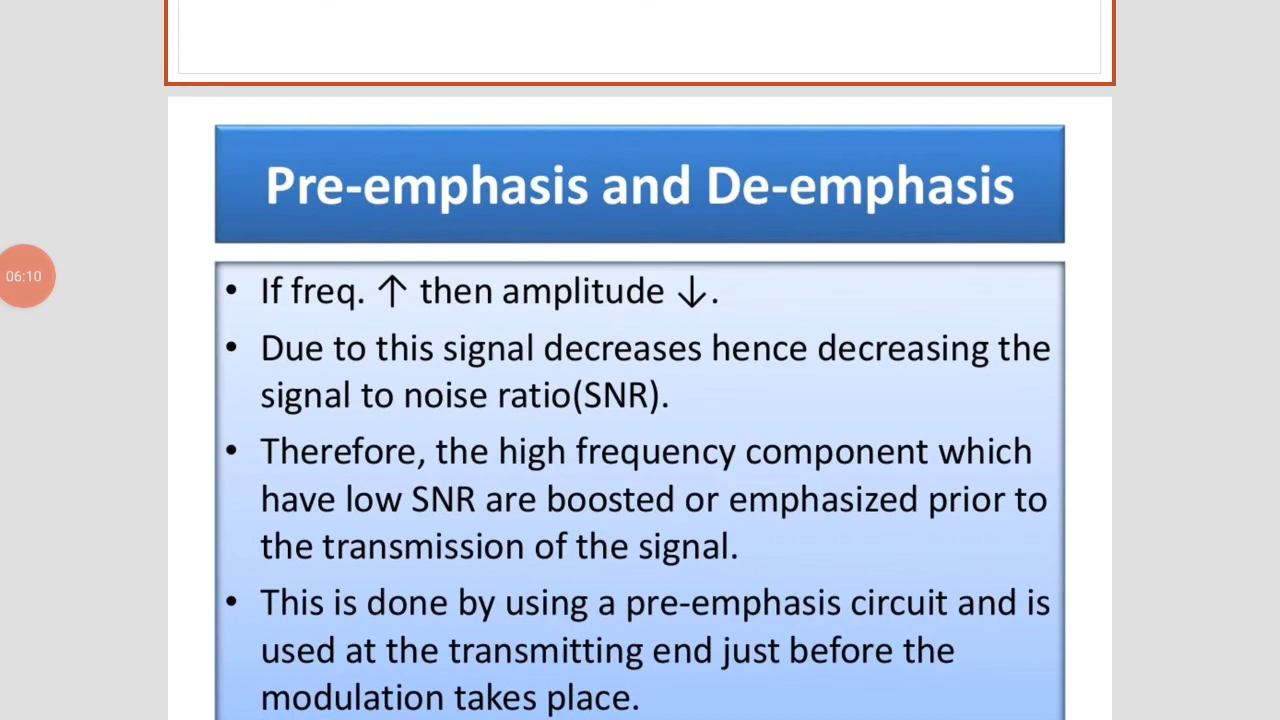 Pre-emphasis and De-emphasis
06:10
• If freq. ↑ then amplitude ↓.
• Due to this signal decreases hence decreasing the
signal to noise ratio(SNR).
• Therefore, the high frequency component which
have low SNR are boosted or emphasized prior to
the transmission of the signal.
• This is done by using a pre-emphasis circuit and is
used at the transmitting end just before the
modulation takes place.